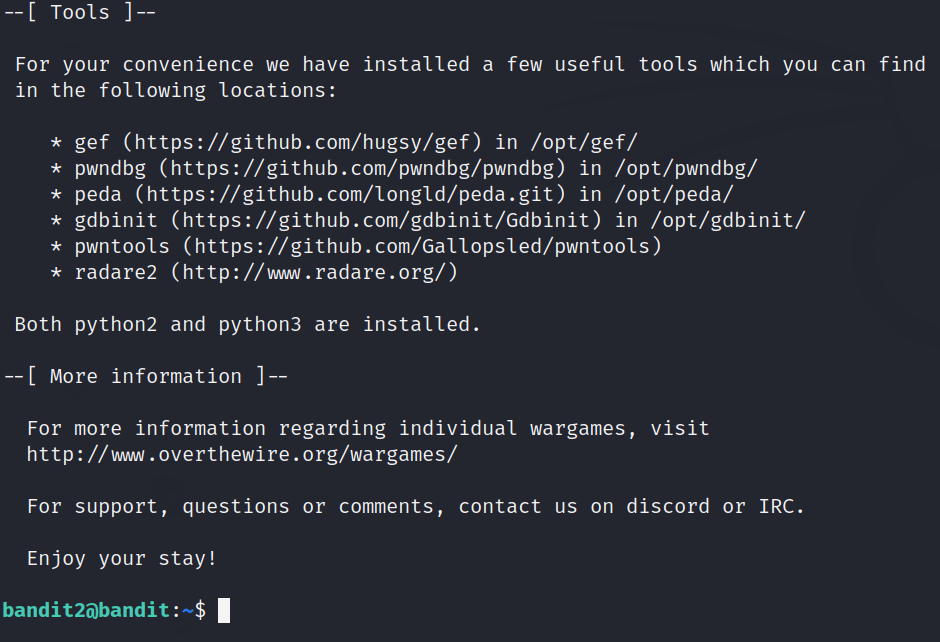 --[ Tools ]--
For your convenience we have installed a few useful tools which you can find
in the following locations:
* gef (https://github.com/hugsy/gef) in /opt/gef/
* pwndbg (https://github.com/pwndbg/pwndbg) in /opt/pwndbg/
* peda (https://github.com/longld/peda.git) in /opt/peda/
* gdbinit (https://github.com/gdbinit/Gdbinit) in /opt/gdbinit/
* pwntools (https://github.com/Gallopsled/pwntools)
* radare2 (http://www.radare.org/)
Both python2 and python3 are installed.
--[ More information ]--
For more information regarding individual wargames, visit
http://www.overthewire.org/wargames/
For support, questions or comments, contact us on discord or IRC.
Enjoy your stay!
bandit2@bandit:~$